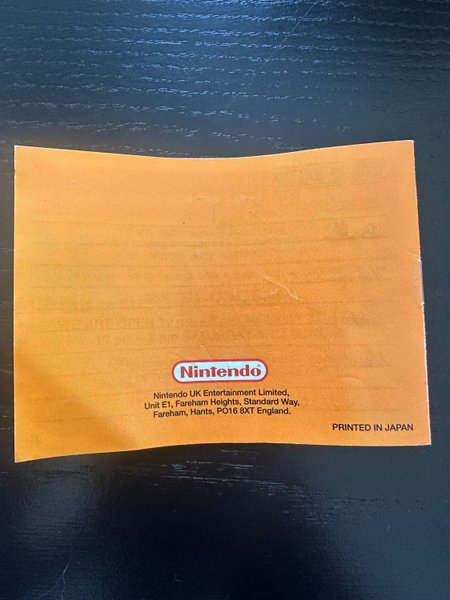 Nintendo
Nintendo UK Entertainment Limited,
Unit E1, Fareham Heights, Standard Way,
Fareham, Hants, PO16 8XT England.
PRINTED IN JAPAN